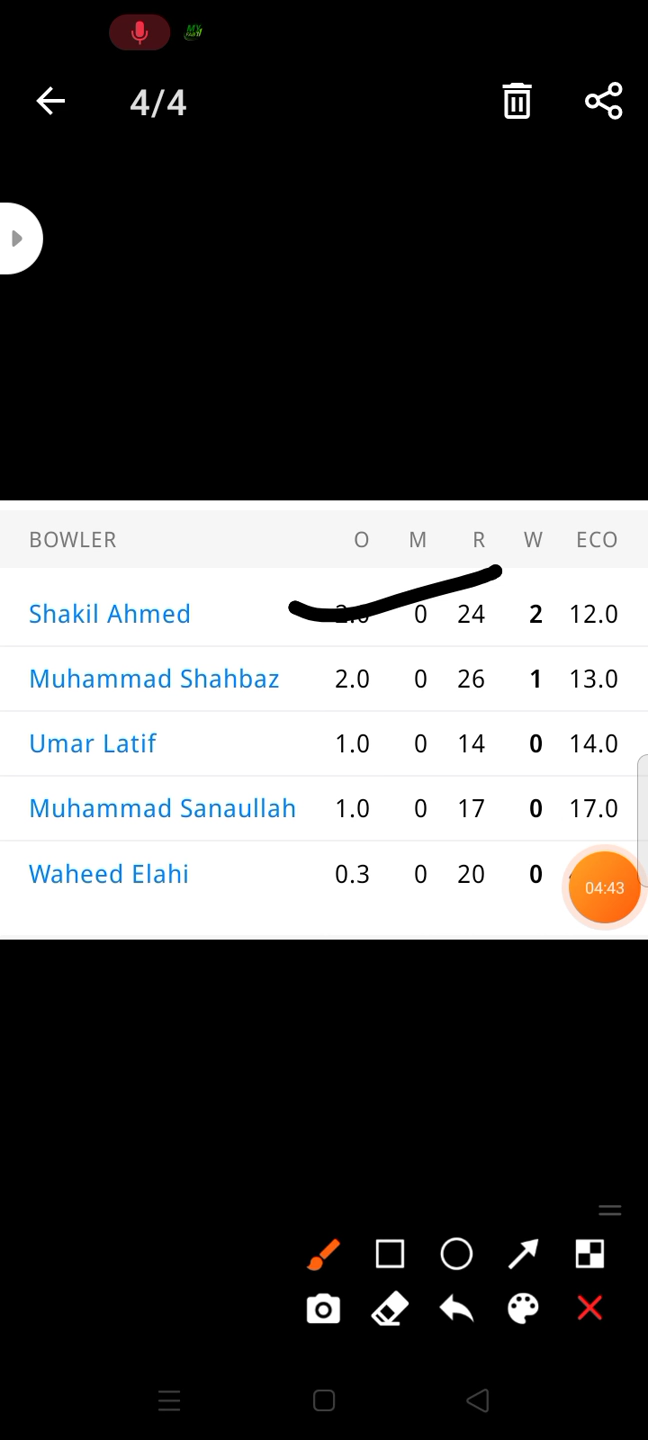 4/4
BOWLER O M R W ECO
Shakil Ahmed 2.0 0 24 2 12.0
Muhammad Shahbaz 2.0 0 26 1 13.0
Umar Latif 1.0 0 14 0 14.0
Muhammad Sanaullah 1.0 0 17 0 17.0
Waheed Elahi 0.3 0 20 0
04:43